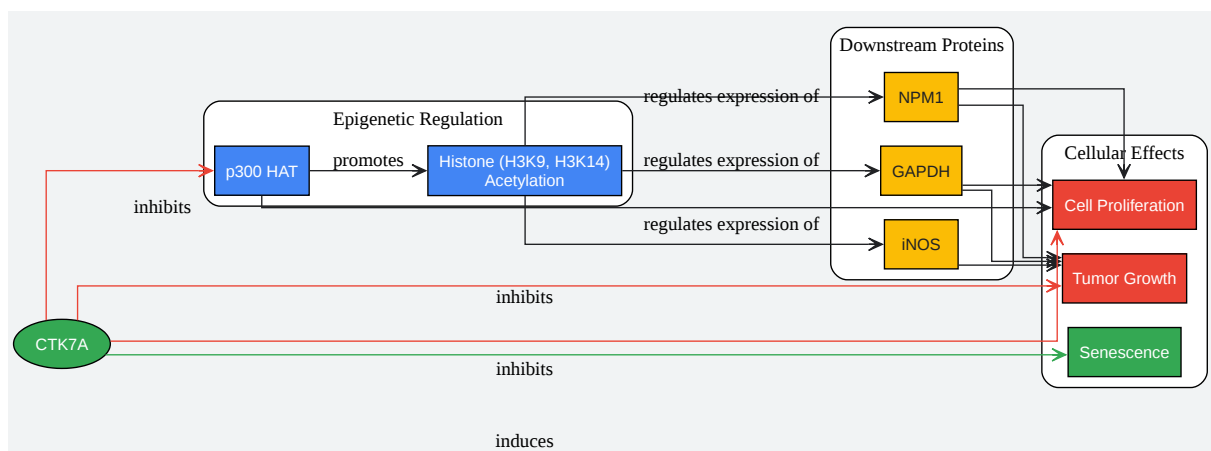 Downstream Proteins
regulates expression of
NPM1
Epigenetic Regulation
p300 HAT
promotes
Histone (H3K9, H3K14)
Acetylation
regulates expression of
GAPDH
Cellular Effects
Cell Proliferation
inhibits
regulates expression of
iNOS
Tumor Growth
inhibits
CTK7A
Senescence
inhibits
induces